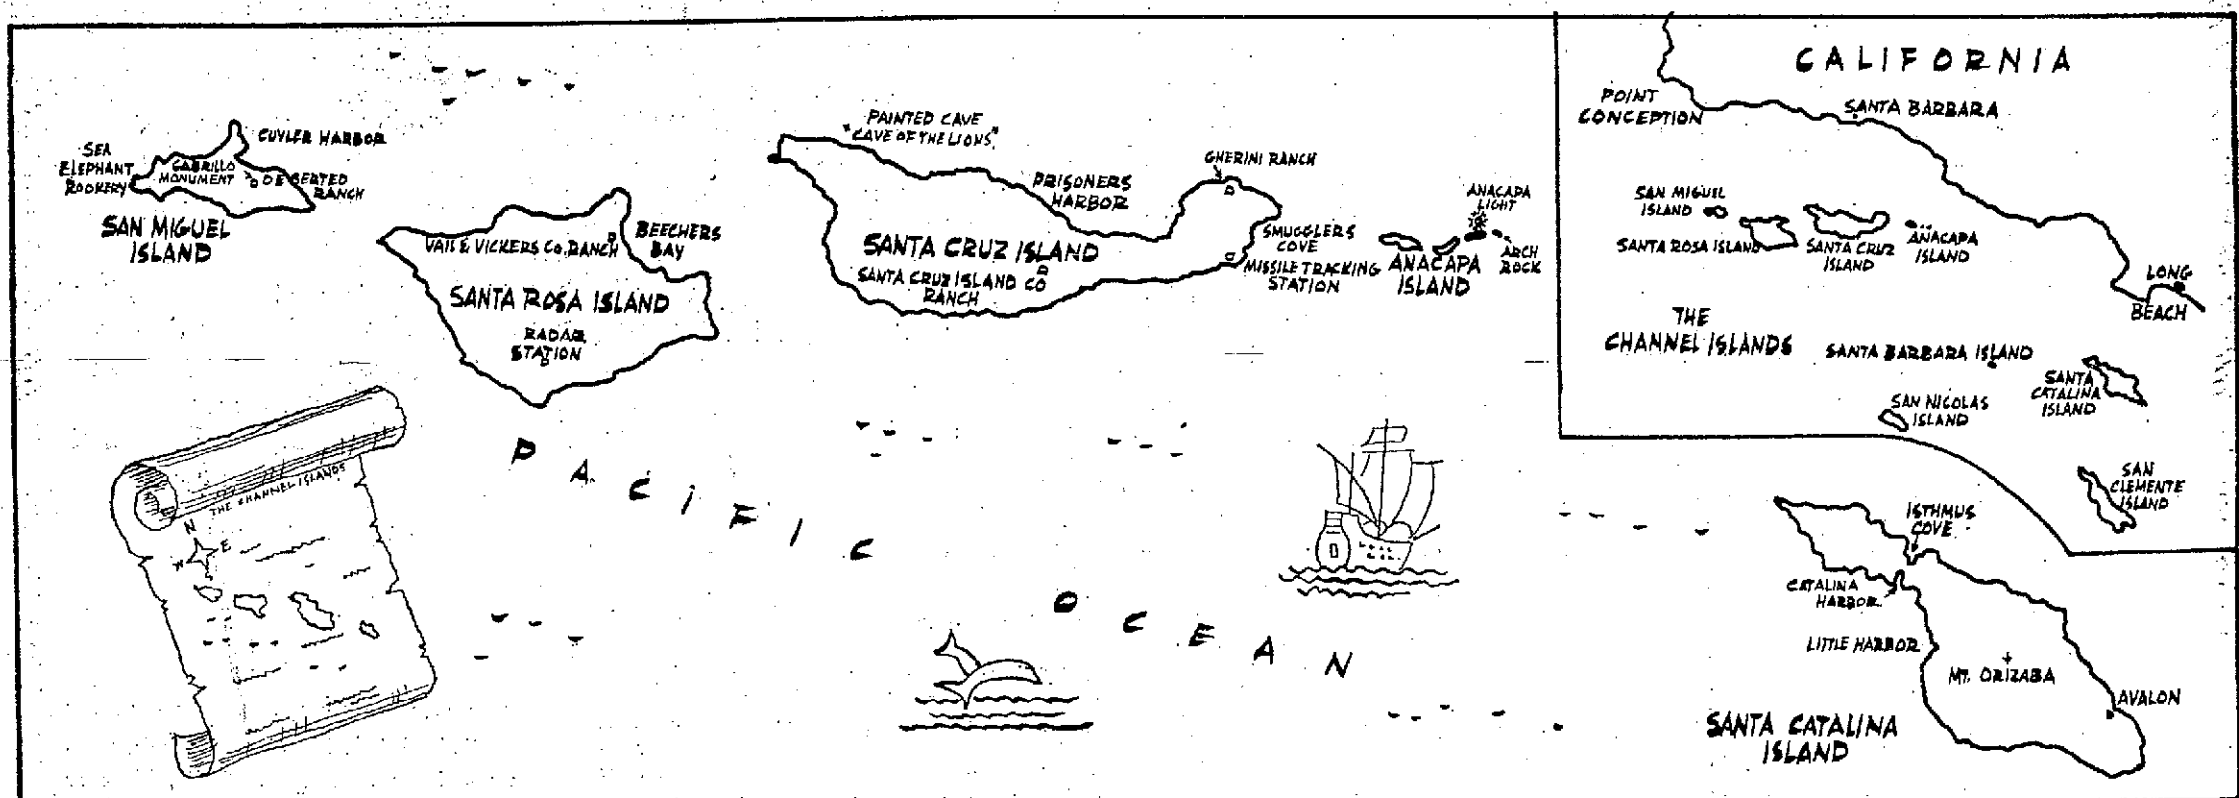 SEA
ELEPHANT
ROOKERY
CUYLER HARBOR
CABRILLO
MONUMENT
DESERTED
RANCH
SAN MIGUEL
ISLAND
VAIL & VICKERS CO. RANCH
BEECHERS
BAY
SANTA ROSA ISLAND
RADAR
STATION
PAINTED CAVE
"CAVE OF THE LIONS"
PRISONERS
HARBOR
GHERINI RANCH
SANTA CRUZ ISLAND
SANTA CRUZ ISLAND CO
RANCH
SMUGGLERS
COVE
MISSILE TRACKING
STATION
ANACAPA
LIGHT
ARCH
ROCK
ANACAPA
ISLAND
CALIFORNIA
POINT
CONCEPTION
SANTA BARBARA
SAN MIGUEL
ISLAND
SANTA ROSA ISLAND
SANTA CRUZ
ISLAND
ANACAPA
ISLAND
LONG
BEACH
THE
CHANNEL ISLANDS
SANTA BARBARA ISLAND
SANTA
CATALINA
ISLAND
SAN NICOLAS
ISLAND
SAN
CLEMENTE
ISLAND
THE CHANNEL ISLANDS
N
E
W
PACIFIC
OCEAN
ISTHMUS
COVE
CATALINA
HARBOR
LITTLE HARBOR
MT. ORIZABA
AVALON
SANTA CATALINA
ISLAND